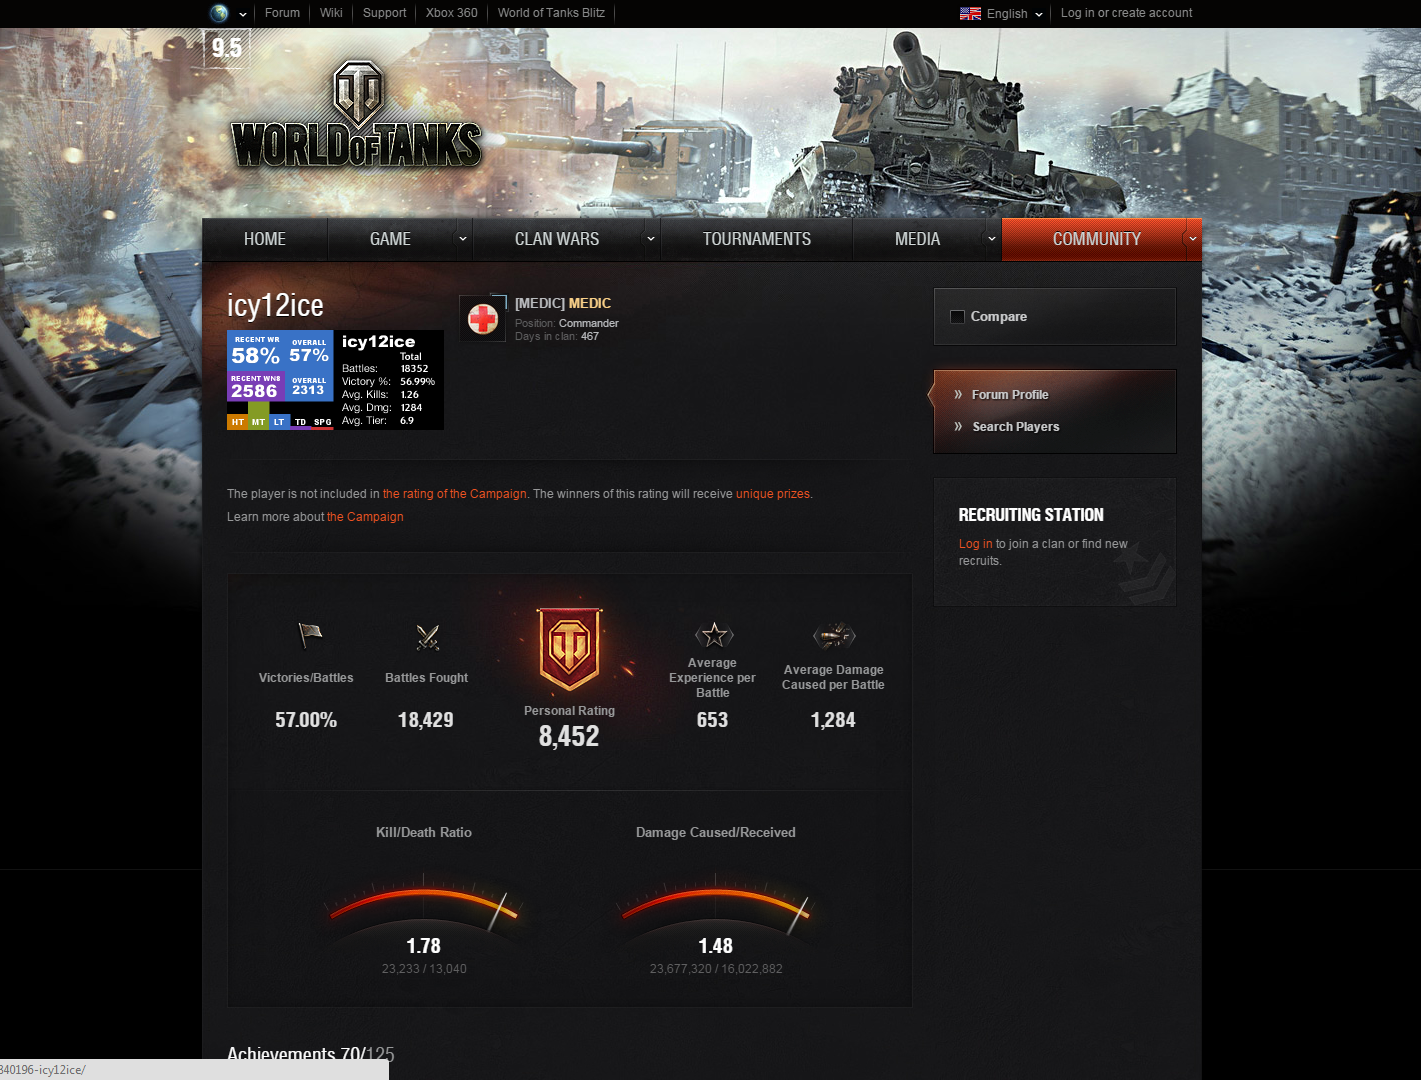 Forum
Wiki
Support
Xbox 360
World of Tanks Blitz
English
Log in or create account
9.5
WORLD OF TANKS
HOME
GAME
CLAN WARS
TOURNAMENTS
MEDIA
COMMUNITY
icy12ice
[MEDIC] MEDIC
Position: Commander
Days in clan: 467
RECENT WR
58%
OVERALL
57%
RECENT WN8
2586
OVERALL
2313
HT MT LT TD SPG
icy12ice
Total
Battles: 18352
Victory %: 56.99%
Avg. Kills: 1.26
Avg. Dmg: 1284
Avg. Tier: 6.9
Compare
» Forum Profile
» Search Players
The player is not included in the rating of the Campaign. The winners of this rating will receive unique prizes.
Learn more about the Campaign
RECRUITING STATION
Log in to join a clan or find new
recruits.
Victories/Battles
57.00%
Battles Fought
18,429
Personal Rating
8,452
Average
Experience per
Battle
653
Average Damage
Caused per Battle
1,284
Kill/Death Ratio
1.78
23,233 / 13,040
Damage Caused/Received
1.48
23,677,320 / 16,022,882
Achievements 70/125
840196-icy12ice/